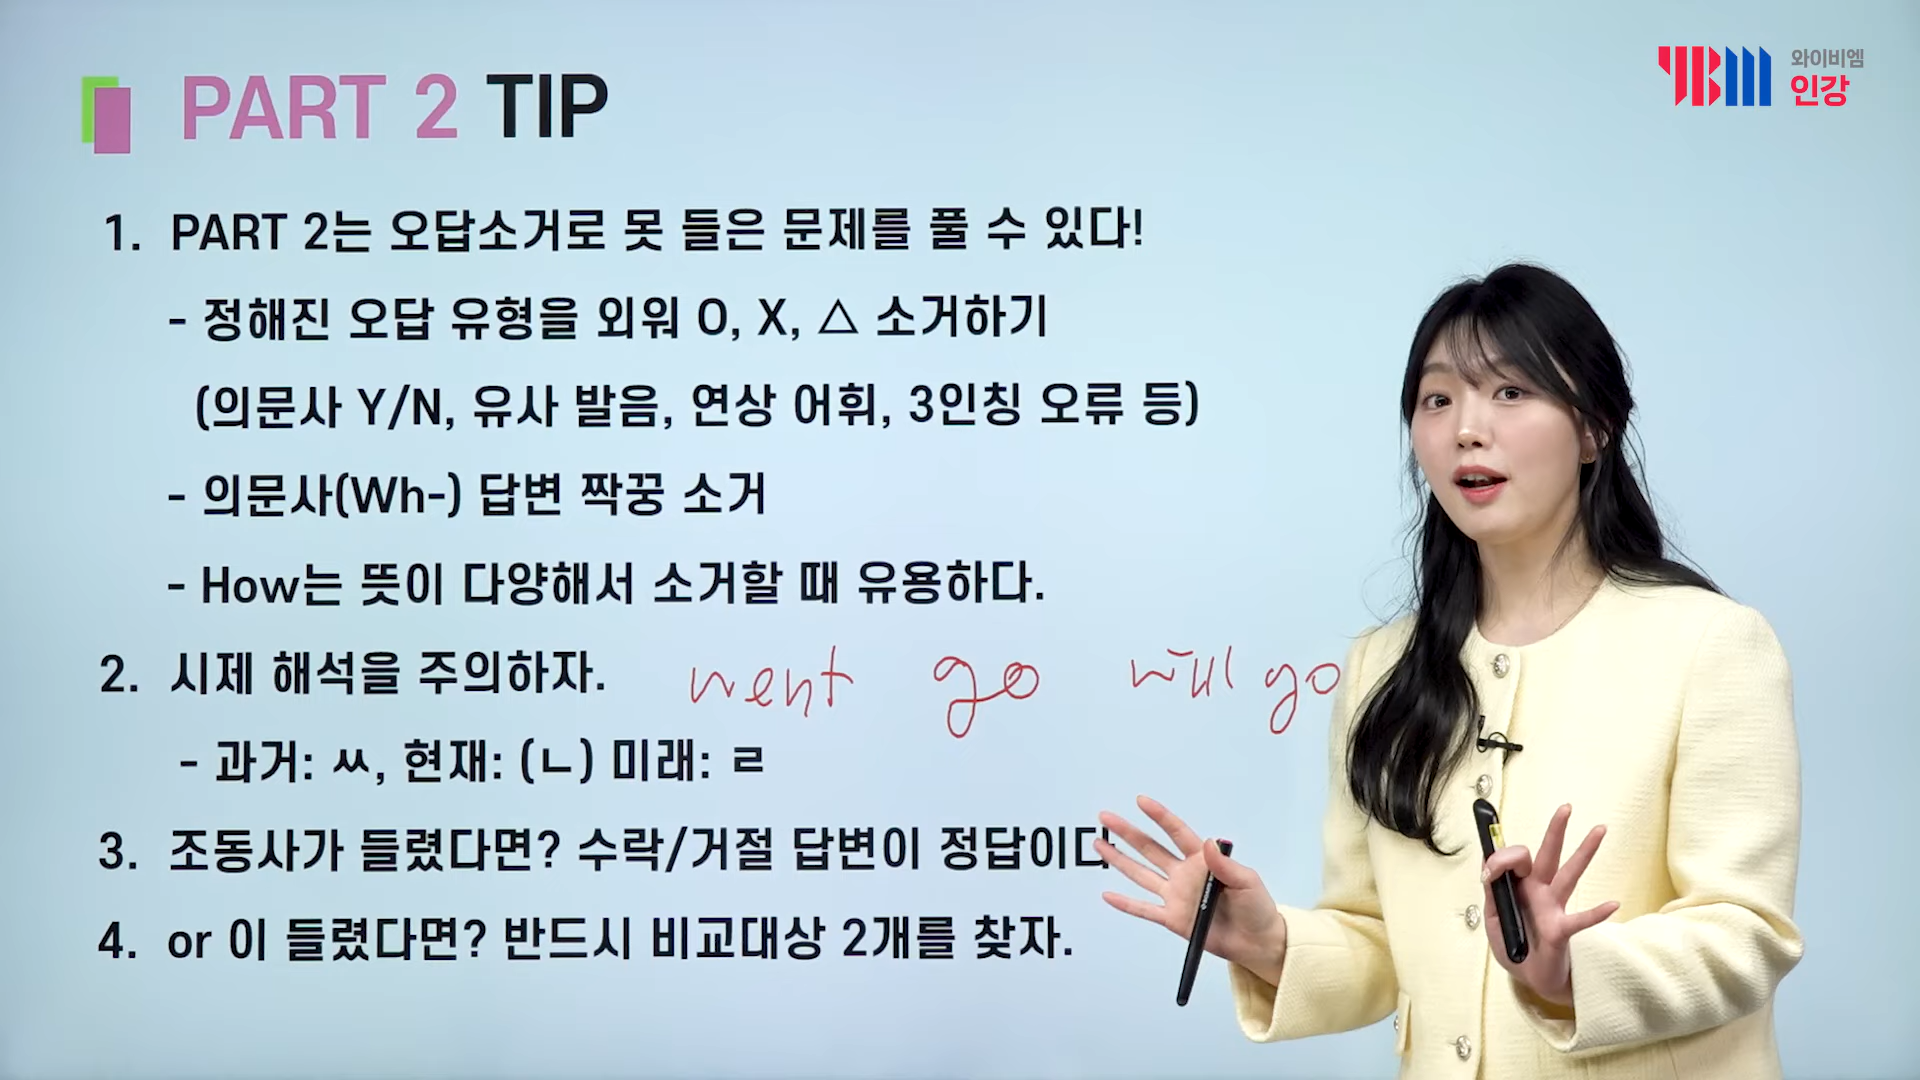 PART 2 TIP
YBM 와이비엠
인강
1. PART 2는 오답소거로 못 들은 문제를 풀 수 있다!
- 정해진 오답 유형을 외워 O, X, △ 소거하기
(의문사 Y/N, 유사 발음, 연상 어휘, 3인칭 오류 등)
- 의문사(Wh-) 답변 짝꿍 소거
- How는 뜻이 다양해서 소거할 때 유용하다.
2. 시제 해석을 주의하자. went go will go
- 과거: ㅆ, 현재: (ㄴ) 미래: ㄹ
3. 조동사가 들렸다면? 수락/거절 답변이 정답이다
4. or 이 들렸다면? 반드시 비교대상 2개를 찾자.